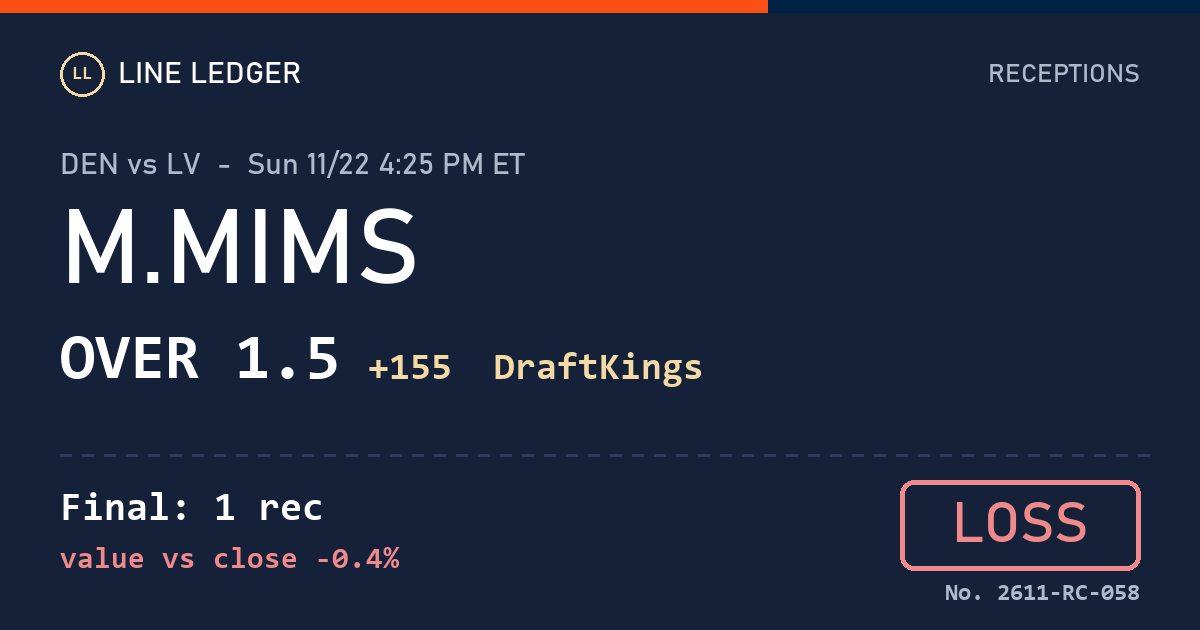 LL LINE LEDGER
RECEPTIONS
DEN vs LV - Sun 11/22 4:25 PM ET
M.MIMS
OVER 1.5 +155 DraftKings
Final: 1 rec
value vs close -0.4%
LOSS
No. 2611-RC-058